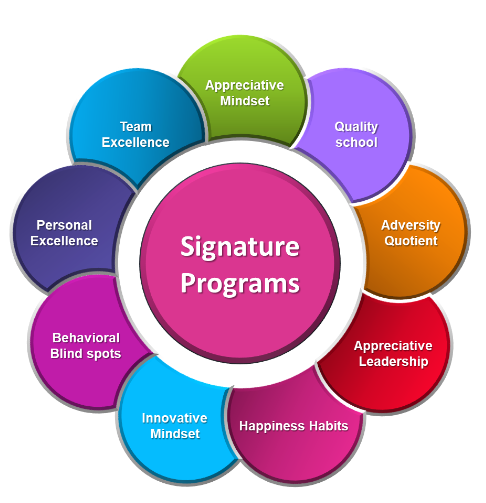 Appreciative
Mindset
Quality
school
Adversity
Quotient
Appreciative
Leadership
Happiness Habits
Innovative
Mindset
Behavioral
Blind spots
Personal
Excellence
Team
Excellence
Signature
Programs